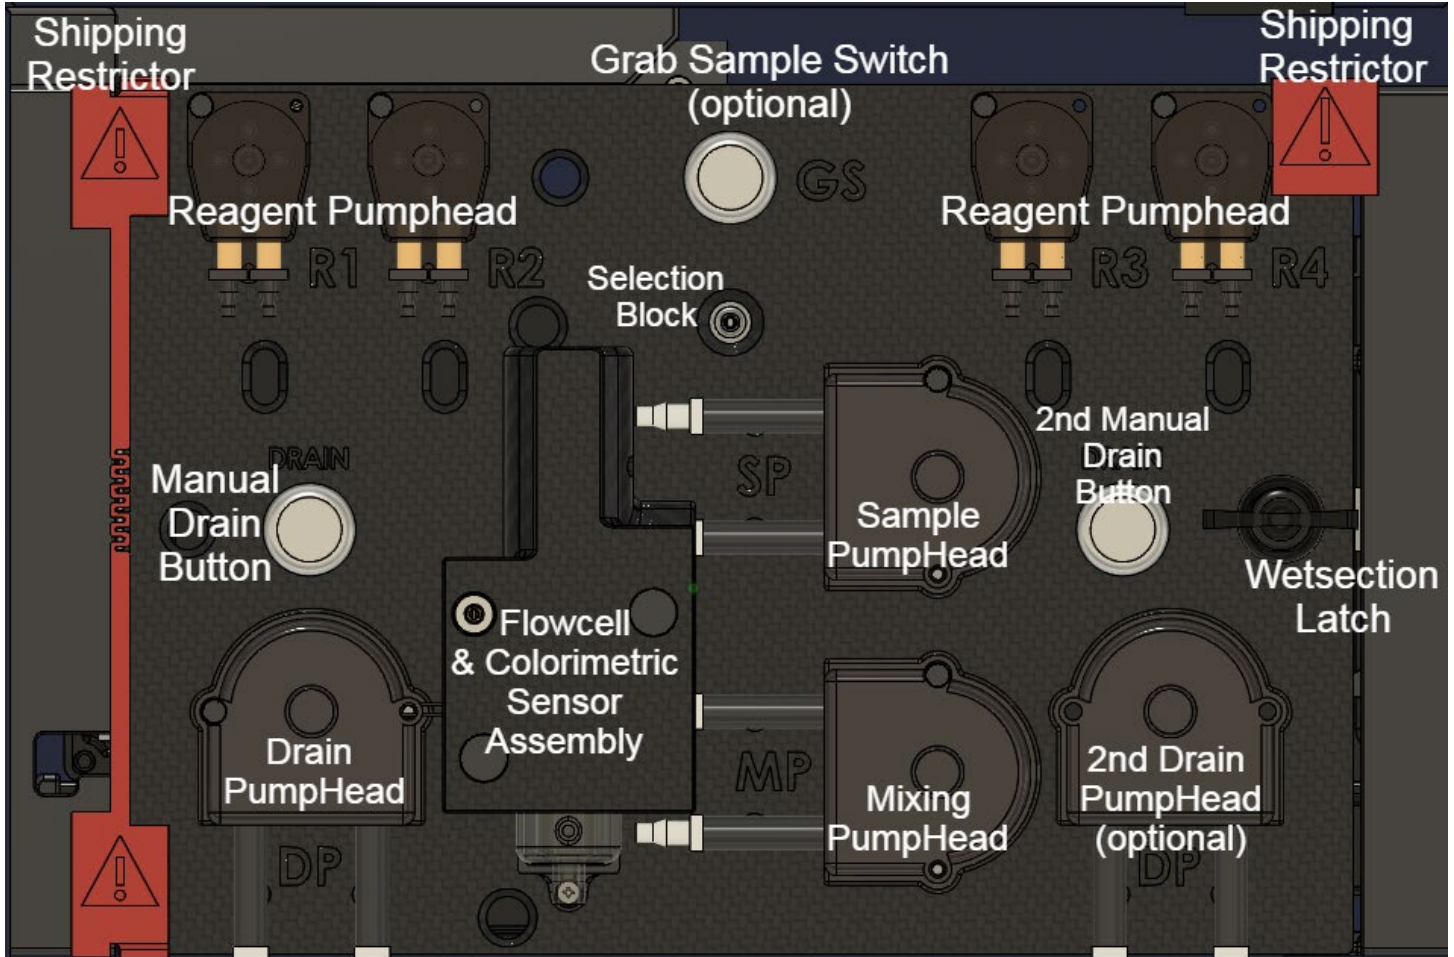 Shipping
Restrictor
Grab Sample Switch
(optional)
Shipping
Restrictor
GS
Reagent Pumphead
Reagent Pumphead
R1
R2
R3
R4
Selection
Block
DRAIN
Manual
Drain
Button
SP
Sample
PumpHead
2nd Manual
Drain
Button
Wetsection
Latch
Flowcell
& Colorimetric
Sensor
Assembly
Drain
PumpHead
MP
Mixing
PumpHead
2nd Drain
PumpHead
(optional)
DP
DP